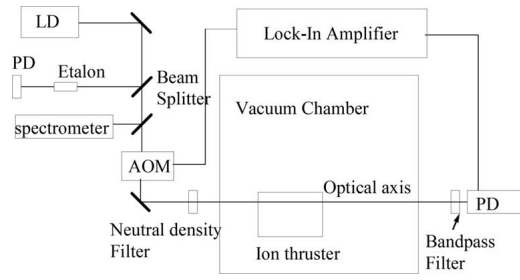 LD
Lock-In Amplifier
PD
Etalon
Beam
Splitter
Vacuum Chamber
spectrometer
AOM
Optical axis
PD
Neutral density
Filter
Ion thruster
Bandpass
Filter